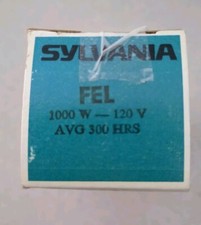 SYLVANIA
FEL
1000 W — 120 V
AVG 300 HRS